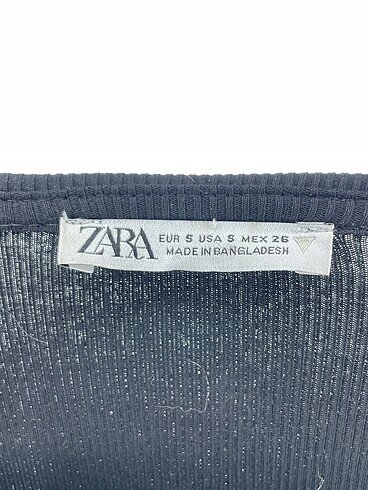 ZARA
EUR S USA S MEX 26
MADE IN BANGLADESH